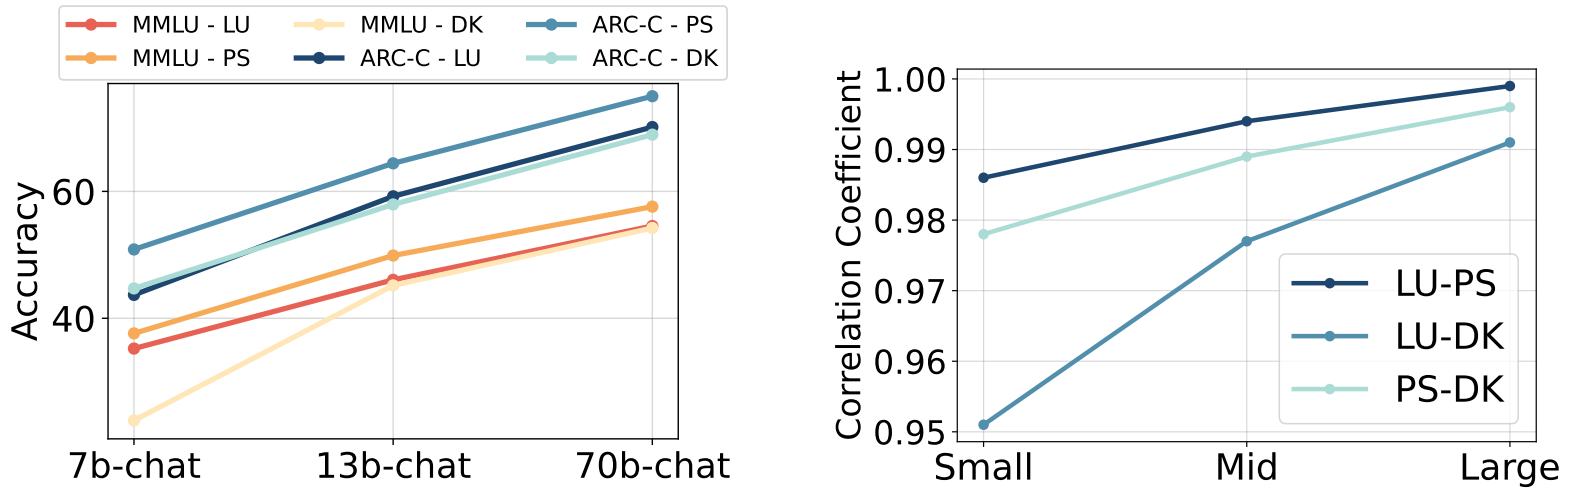 MMLU - LU
MMLU - DK
ARC-C - PS
MMLU - PS
ARC-C - LU
ARC-C - DK
Accuracy
60
40
7b-chat
13b-chat
70b-chat
Correlation Coefficient
1.00
0.99
0.98
0.97
0.96
0.95
LU-PS
LU-DK
PS-DK
Small
Mid
Large